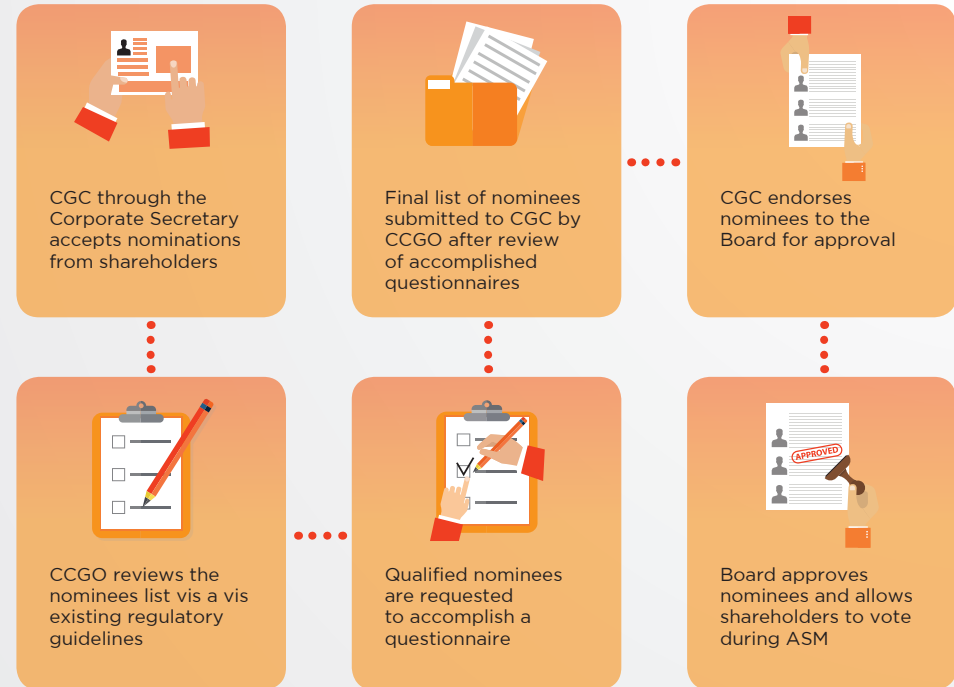 CGC through the
Corporate Secretary
accepts nominations
from shareholders
CCGO reviews the
nominees list vis a vis
existing regulatory
guidelines
Qualified nominees
are requested
to accomplish a
questionnaire
Final list of nominees
submitted to CGC by
CCGO after review
of accomplished
questionnaires
CGC endorses
nominees to the
Board for approval
APPROVED
Board approves
nominees and allows
shareholders to vote
during ASM